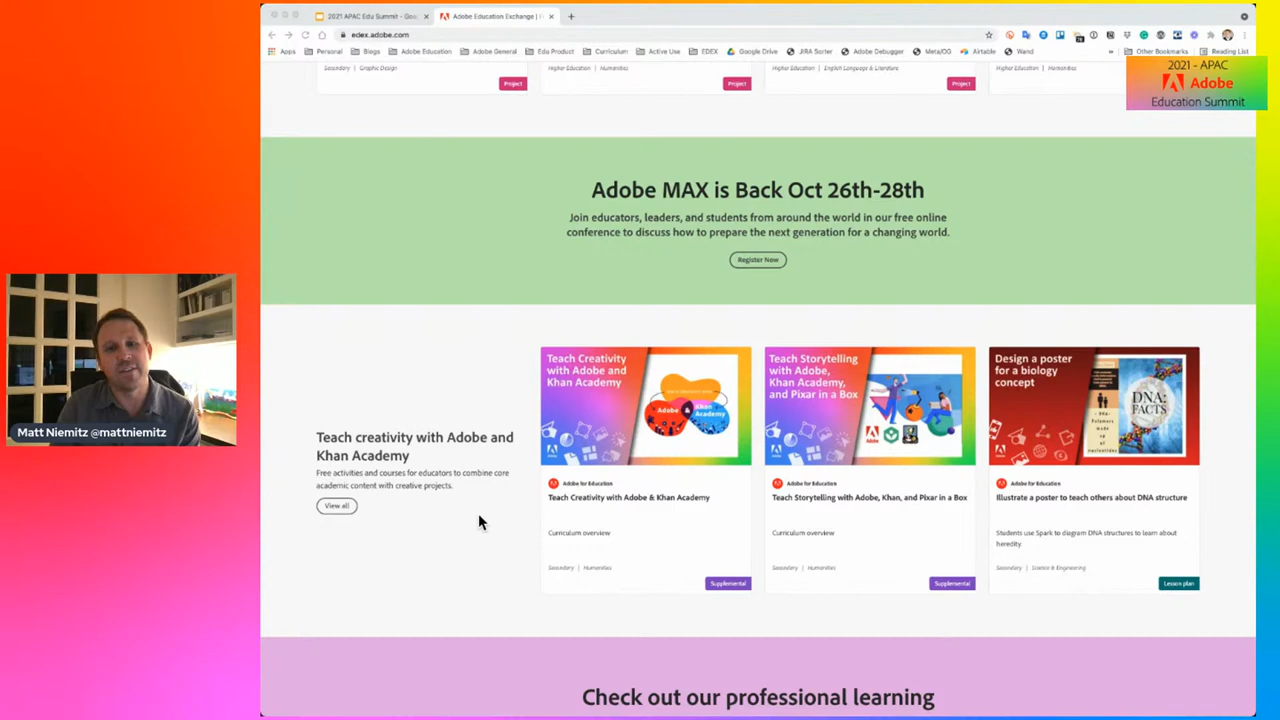 2021 APAC Edu Summit - Goo
Adobe Education Exchange | 
edex.adobe.com
Apps
Personal
Blogs
Adobe Education
Adobe General
Edu Product
Curriculum
Active Use
EDEX
Google Drive
JIRA Sorter
Adobe Debugger
Meta/OG
Airtable
Wand
Other Bookmarks
Reading List
2021 - APAC
Adobe
Education Summit
Secondary | Graphic Design
Project
Higher Education | Humanities
Project
Higher Education | English Language & Literature
Project
Higher Education | Humanities
Adobe MAX is Back Oct 26th-28th
Join educators, leaders, and students from around the world in our free online
conference to discuss how to prepare the next generation for a changing world.
Register Now
Matt Niemitz @mattniemitz
Teach creativity with Adobe and
Khan Academy
Free activities and courses for educators to combine core
academic content with creative projects.
View all
Teach Creativity
with Adobe and
Khan Academy
Adobe & Khan Academy
Adobe for Education
Teach Creativity with Adobe & Khan Academy
Curriculum overview
Secondary | Humanities
Supplemental
Teach Storytelling
with Adobe,
Khan Academy,
and Pixar in a Box
Adobe for Education
Teach Storytelling with Adobe, Khan, and Pixar in a Box
Curriculum overview
Secondary | Humanities
Supplemental
Design a poster
for a biology
concept
DNA:
FACTS
Adobe for Education
Illustrate a poster to teach others about DNA structure
Students use Spark to diagram DNA structures to learn about
heredity.
Secondary | Science & Engineering
Lesson plan
Check out our professional learning